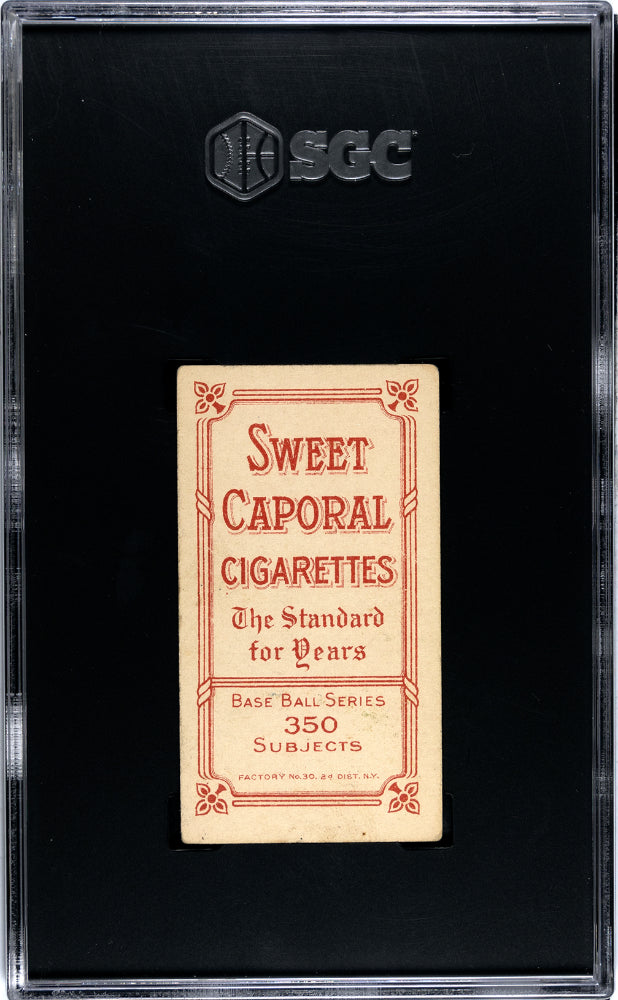 SGC
SWEET
CAPORAL
CIGARETTES
The Standard
for Years
BASE BALL SERIES
350
SUBJECTS
FACTORY No. 30, 2d DIST. N.Y.